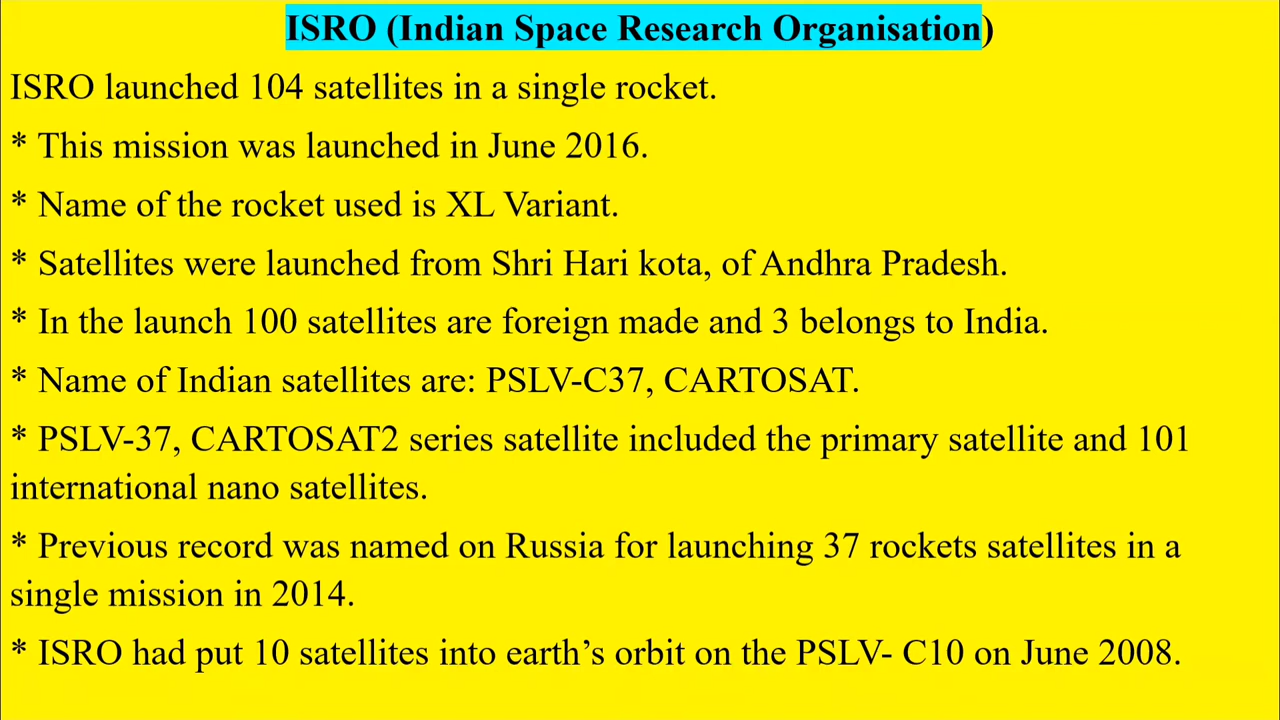 ISRO (Indian Space Research Organisation)
ISRO launched 104 satellites in a single rocket.
* This mission was launched in June 2016.
* Name of the rocket used is XL Variant.
* Satellites were launched from Shri Hari kota, of Andhra Pradesh.
* In the launch 100 satellites are foreign made and 3 belongs to India.
* Name of Indian satellites are: PSLV-C37, CARTOSAT.
* PSLV-37, CARTOSAT2 series satellite included the primary satellite and 101
international nano satellites.
* Previous record was named on Russia for launching 37 rockets satellites in a
single mission in 2014.
* ISRO had put 10 satellites into earth’s orbit on the PSLV- C10 on June 2008.